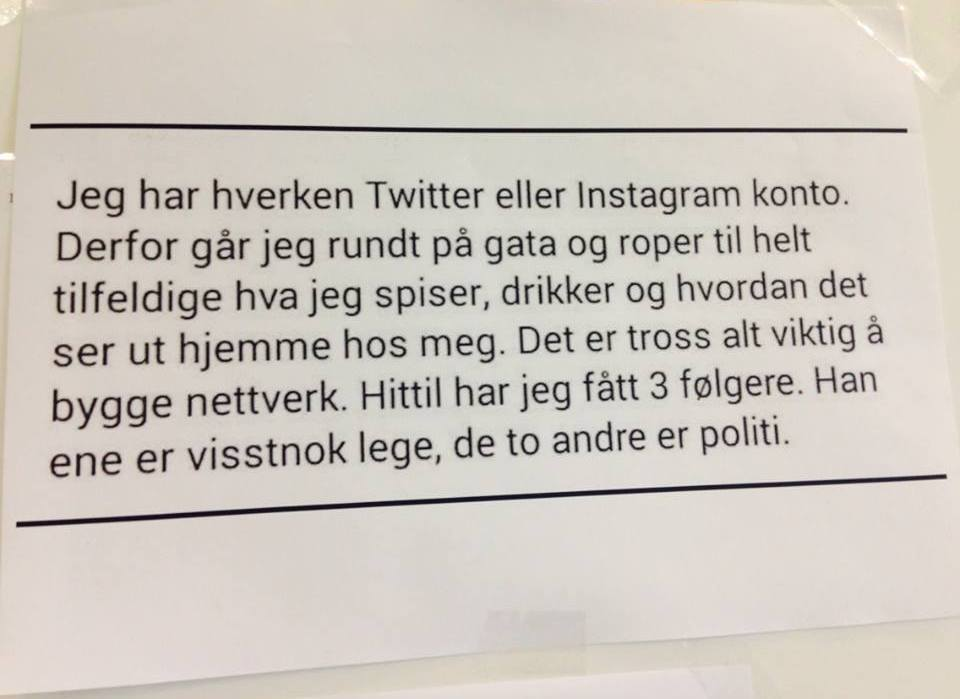 Jeg har hverken Twitter eller Instagram konto.
Derfor går jeg rundt på gata og roper til helt
tilfeldige hva jeg spiser, drikker og hvordan det
ser ut hjemme hos meg. Det er tross alt viktig å
bygge nettverk. Hittil har jeg fått 3 følgere. Han
ene er visstnok lege, de to andre er politi.